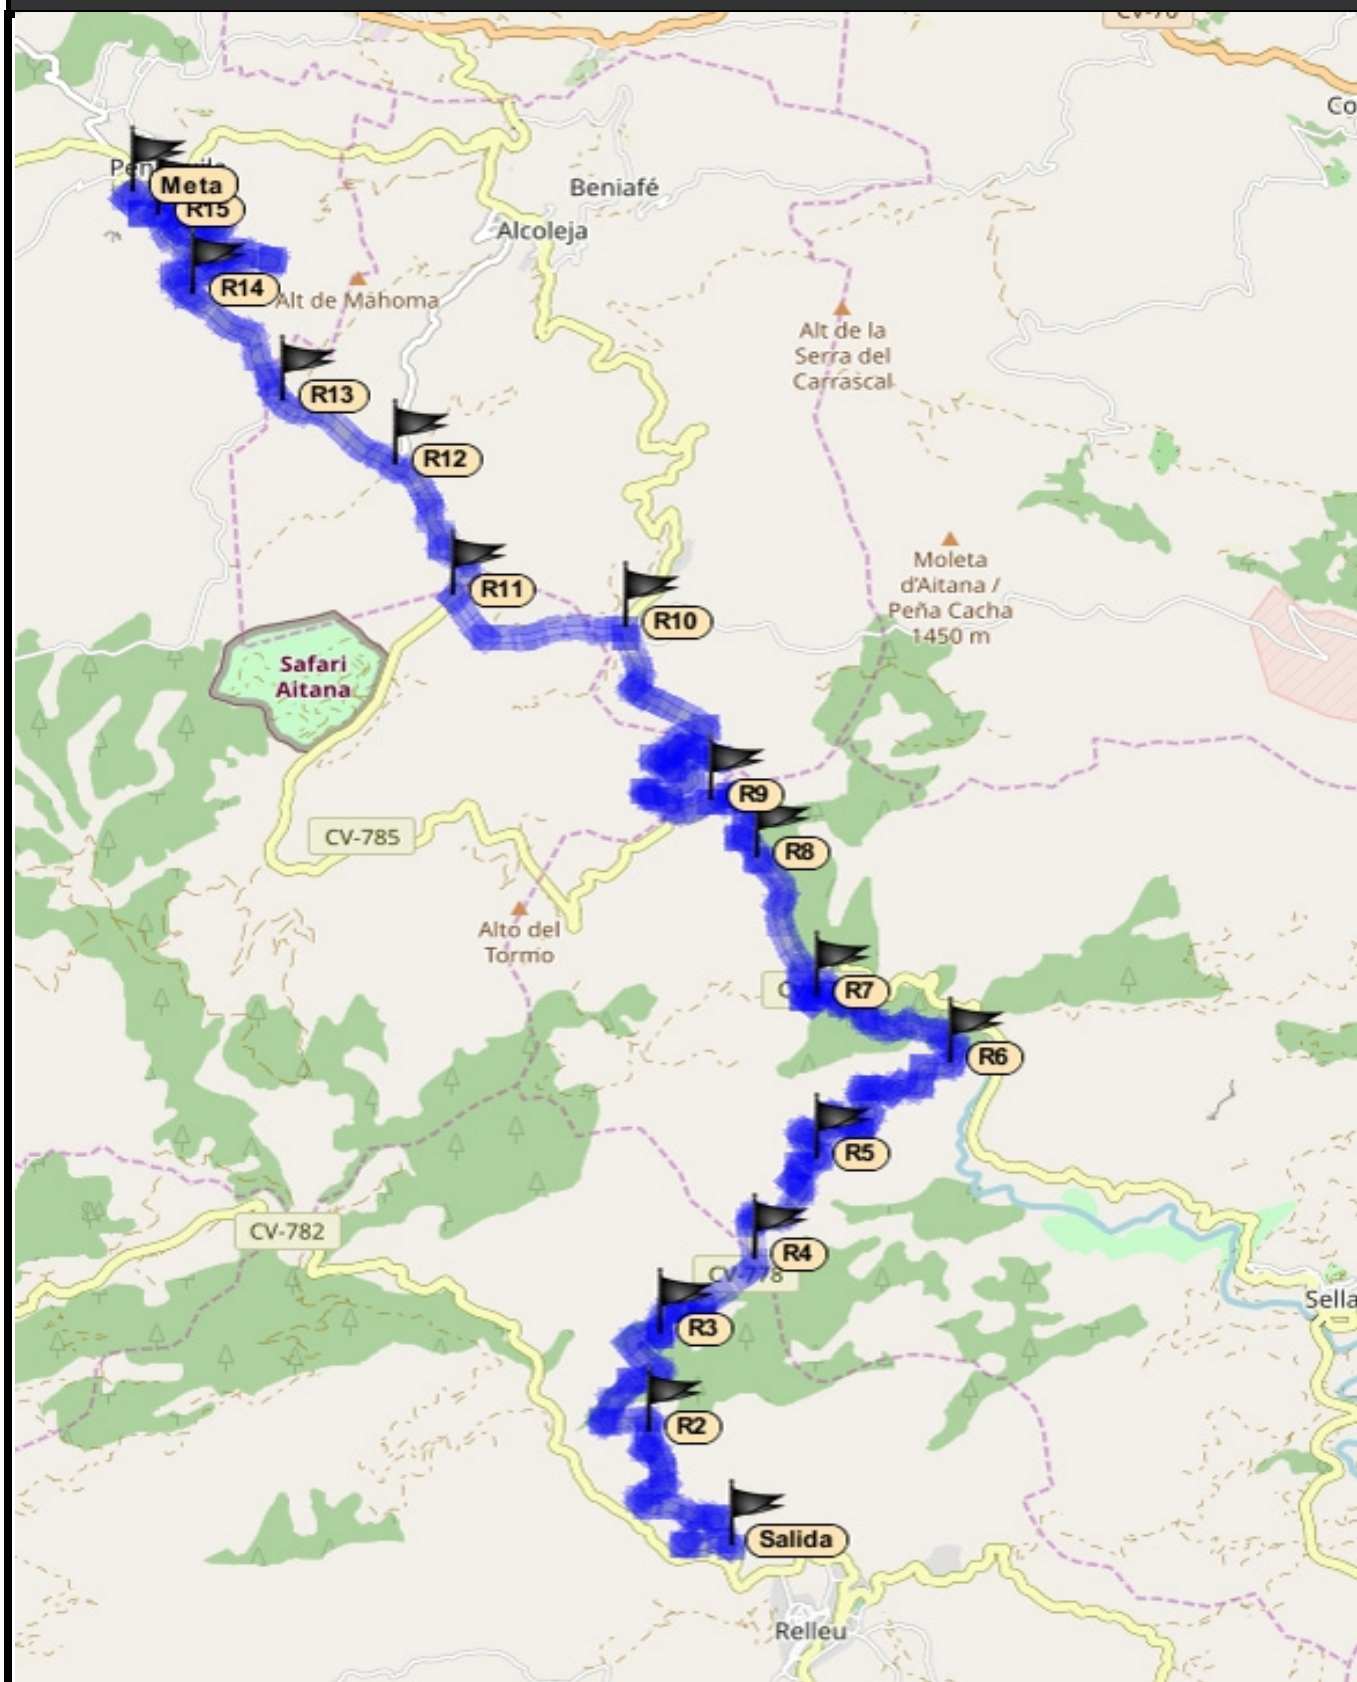 Co
Beniafé
Meta
R15
Alcoleja
R14
Alt de Mahoma
Alt de la
Serra del
Carrascal
R13
R12
Moleta
d'Aitana /
Peña Cacha
1450 m
R11
R10
Safari
Aitana
R9
CV-785
R8
Alto del
Tormo
R7
R6
R5
CV-782
R4
CV-778
Sella
R3
R2
Salida
Relleu